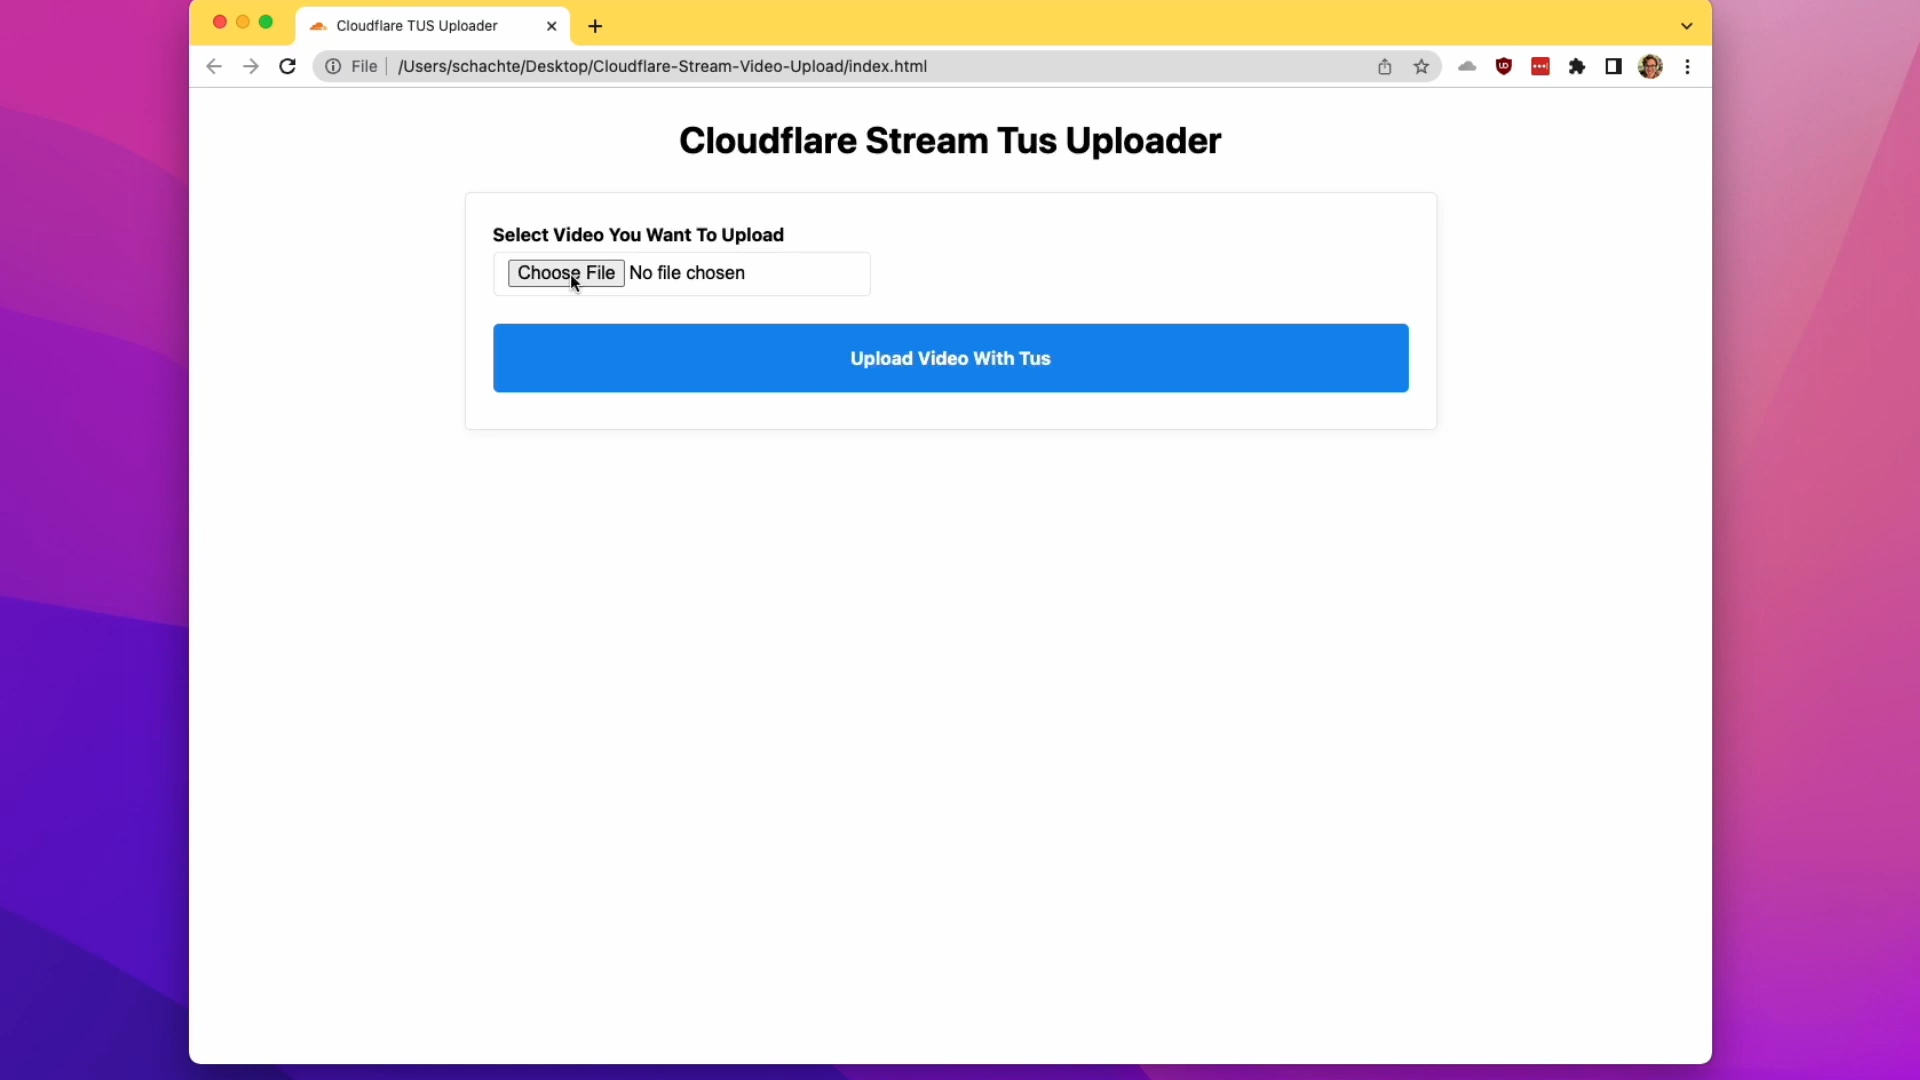 Cloudflare TUS Uploader
File /Users/schachte/Desktop/Cloudflare-Stream-Video-Upload/index.html
Cloudflare Stream Tus Uploader
Select Video You Want To Upload
Choose File No file chosen
Upload Video With Tus